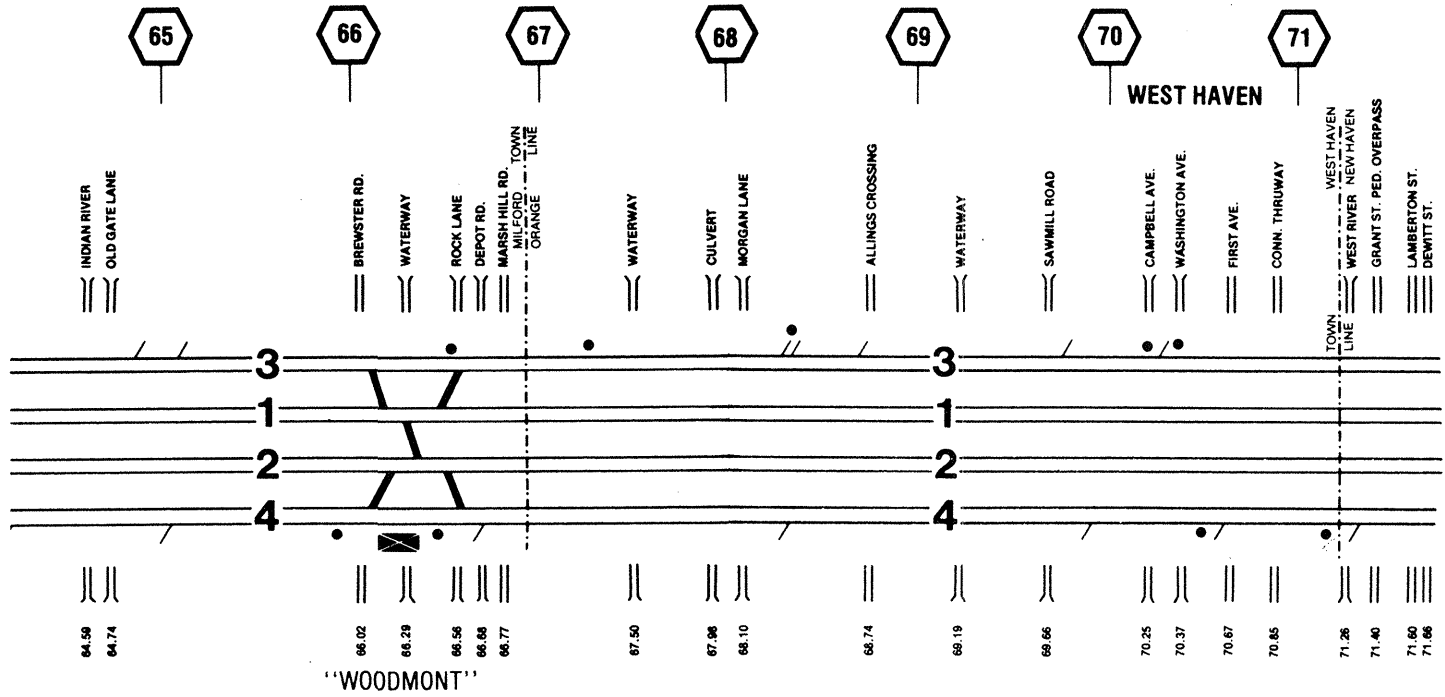 65
66
67
68
69
70
71
WEST HAVEN
INDIAN RIVER
OLD GATE LANE
BREWSTER RD.
WATERWAY
ROCK LANE
DEPOT RD.
MARSH HILL RD.
MILFORD TOWN
ORANGE LINE
WATERWAY
CULVERT
MORGAN LANE
ALLINGS CROSSING
WATERWAY
SAWMILL ROAD
CAMPBELL AVE.
WASHINGTON AVE.
FIRST AVE.
CONN. THRUWAY
TOWN WEST HAVEN
LINE NEW HAVEN
WEST RIVER
GRANT ST. PED. OVERPASS
LAMBERTON ST.
DEWITT ST.
3 3
1 1
2 2
4 4
64.59
64.74
66.02
66.29
66.56
66.68
66.77
67.50
67.96
68.10
68.74
69.19
69.66
70.25
70.37
70.67
70.85
71.26
71.40
71.60
71.66
''WOODMONT''